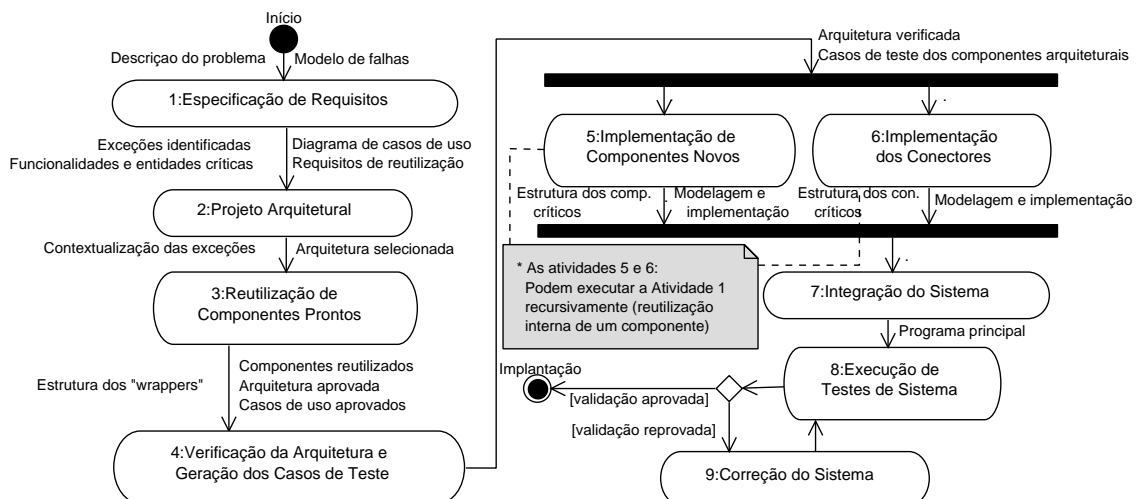 Início
Descriçao do problema
Modelo de falhas
1:Especificação de Requisitos
Exceções identificadas
Funcionalidades e entidades críticas
Diagrama de casos de uso
Requisitos de reutilização
2:Projeto Arquitetural
Contextualização das exceções
Arquitetura selecionada
3:Reutilização de
Componentes Prontos
Estrutura dos "wrappers"
Componentes reutilizados
Arquitetura aprovada
Casos de uso aprovados
4:Verificação da Arquitetura e
Geração dos Casos de Teste
Arquitetura verificada
Casos de teste dos componentes arquiteturais
5:Implementação de
Componentes Novos
6:Implementação
dos Conectores
Estrutura dos comp.
críticos
Modelagem e
implementação
Estrutura dos con.
críticos
Modelagem e implementação
* As atividades 5 e 6:
Podem executar a Atividade 1
recursivamente (reutilização
interna de um componente)
7:Integração do Sistema
Programa principal
8:Execução de
Testes de Sistema
Implantação
[validação aprovada]
[validação reprovada]
9:Correção do Sistema